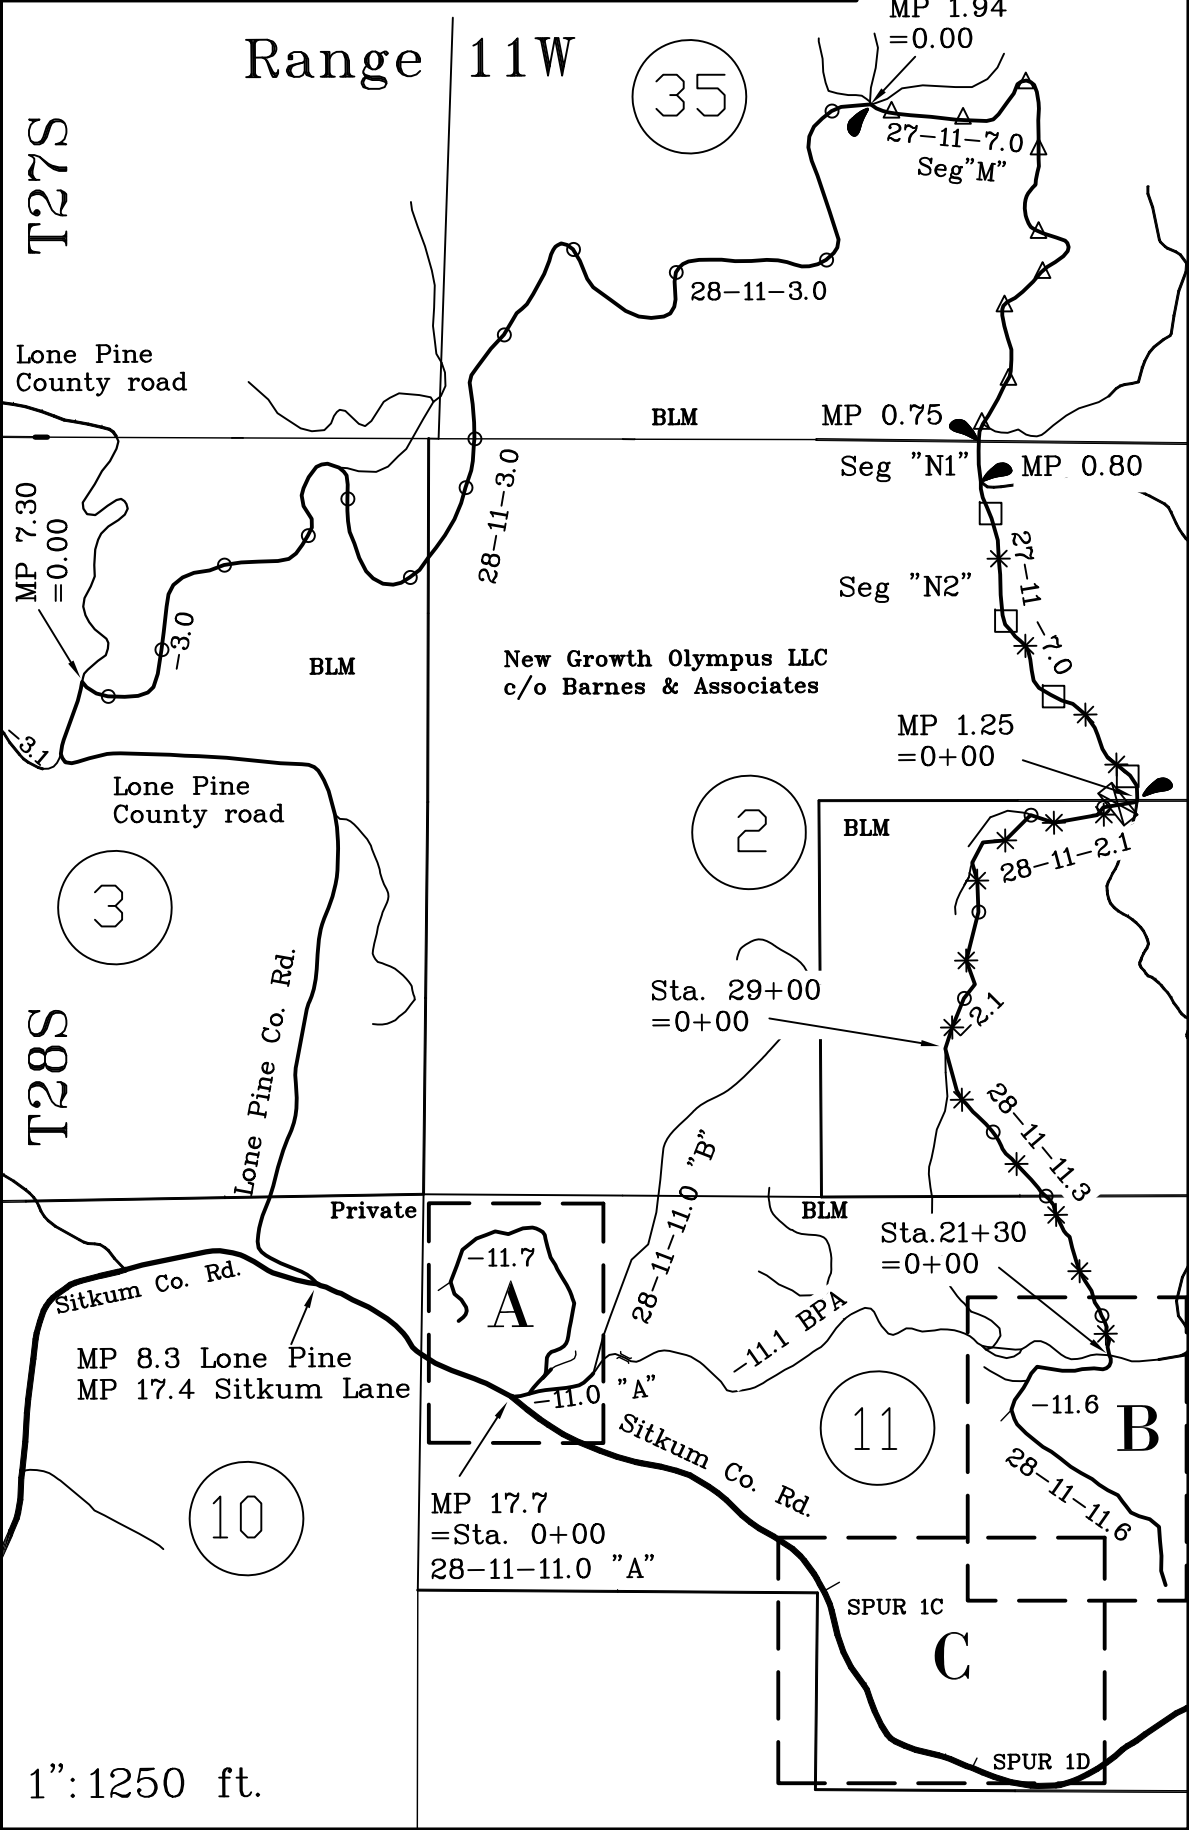 MP 1.94
=0.00
Range 11W
35
T27S
27-11-7.0
Seg"M"
28-11-3.0
Lone Pine
County road
BLM
MP 0.75
Seg "N1"
MP 0.80
28-11-3.0
MP 7.30
=0.00
27-11-7.0
Seg "N2"
-3.0
BLM
New Growth Olympus LLC
c/o Barnes & Associates
MP 1.25
=0+00
-3.1
Lone Pine
County road
2
BLM
28-11-2.1
3
Lone Pine Co. Rd.
Sta. 29+00
=0+00
2.1
T28S
28-11-11.3
28-11-11.0 "B"
Private
BLM
Sta.21+30
=0+00
-11.7
A
Sitkum Co. Rd.
-11.1 BPA
MP 8.3 Lone Pine
MP 17.4 Sitkum Lane
-11.0 "A"
-11.6
B
11
Sitkum Co. Rd.
28-11-11.6
10
MP 17.7
=Sta. 0+00
28-11-11.0 "A"
SPUR 1C
C
SPUR 1D
1":1250 ft.